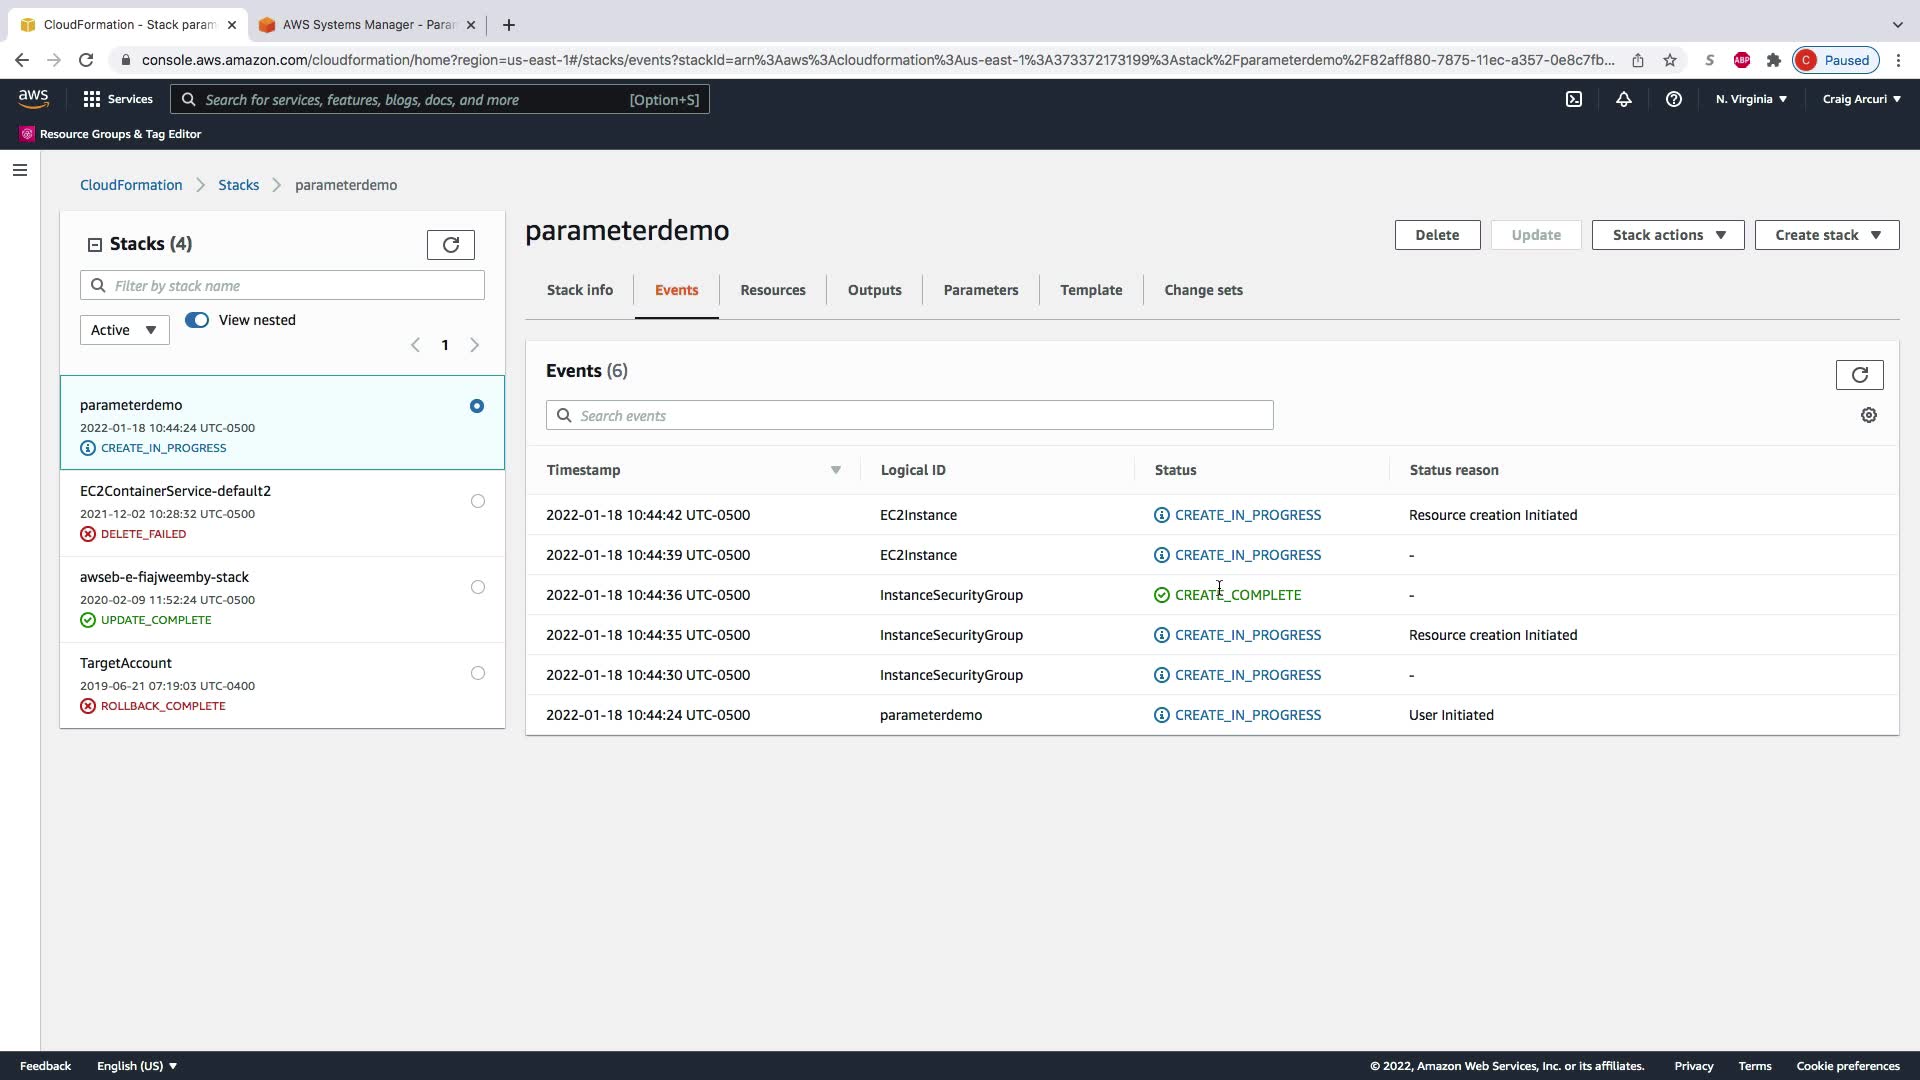 CloudFormation - Stack param
AWS Systems Manager - Para
console.aws.amazon.com/cloudformation/home?region=us-east-1#/stacks/events?stackId=arn%3Aaws%3Acloudformation%3Aus-east-1%3A373372173199%3Astack%2Fparameterdemo%2F82aff880-7875-11ec-a357-0e8c7fb...
S
ABP
C Paused
aws
Services
Search for services, features, blogs, docs, and more [Option+S]
N. Virginia
Craig Arcuri
Resource Groups & Tag Editor
CloudFormation
Stacks
parameterdemo
Stacks (4)
Filter by stack name
Active
View nested
1
parameterdemo
2022-01-18 10:44:24 UTC-0500
CREATE_IN_PROGRESS
EC2ContainerService-default2
2021-12-02 10:28:32 UTC-0500
DELETE_FAILED
awseb-e-fiajweemby-stack
2020-02-09 11:52:24 UTC-0500
UPDATE_COMPLETE
TargetAccount
2019-06-21 07:19:03 UTC-0400
ROLLBACK_COMPLETE
parameterdemo
Delete
Update
Stack actions
Create stack
Stack info
Events
Resources
Outputs
Parameters
Template
Change sets
Events (6)
Search events
Timestamp Logical ID Status Status reason
2022-01-18 10:44:42 UTC-0500 EC2Instance CREATE_IN_PROGRESS Resource creation Initiated
2022-01-18 10:44:39 UTC-0500 EC2Instance CREATE_IN_PROGRESS -
2022-01-18 10:44:36 UTC-0500 InstanceSecurityGroup CREATE_COMPLETE -
2022-01-18 10:44:35 UTC-0500 InstanceSecurityGroup CREATE_IN_PROGRESS Resource creation Initiated
2022-01-18 10:44:30 UTC-0500 InstanceSecurityGroup CREATE_IN_PROGRESS -
2022-01-18 10:44:24 UTC-0500 parameterdemo CREATE_IN_PROGRESS User Initiated
Feedback
English (US)
© 2022, Amazon Web Services, Inc. or its affiliates.
Privacy
Terms
Cookie preferences